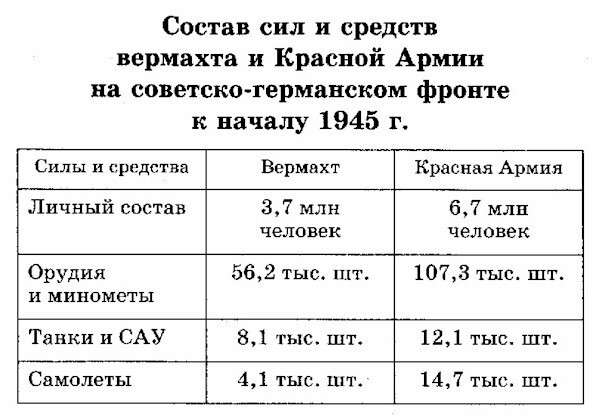 Состав сил и средств
вермахта и Красной Армии
на советско-германском фронте
к началу 1945 г.
Силы и средства Вермахт Красная Армия
Личный состав 3,7 млн 6,7 млн
человек человек
Орудия 56,2 тыс. шт. 107,3 тыс. шт.
и минометы
Танки и САУ 8,1 тыс. шт. 12,1 тыс. шт.
Самолеты 4,1 тыс. шт. 14,7 тыс. шт.